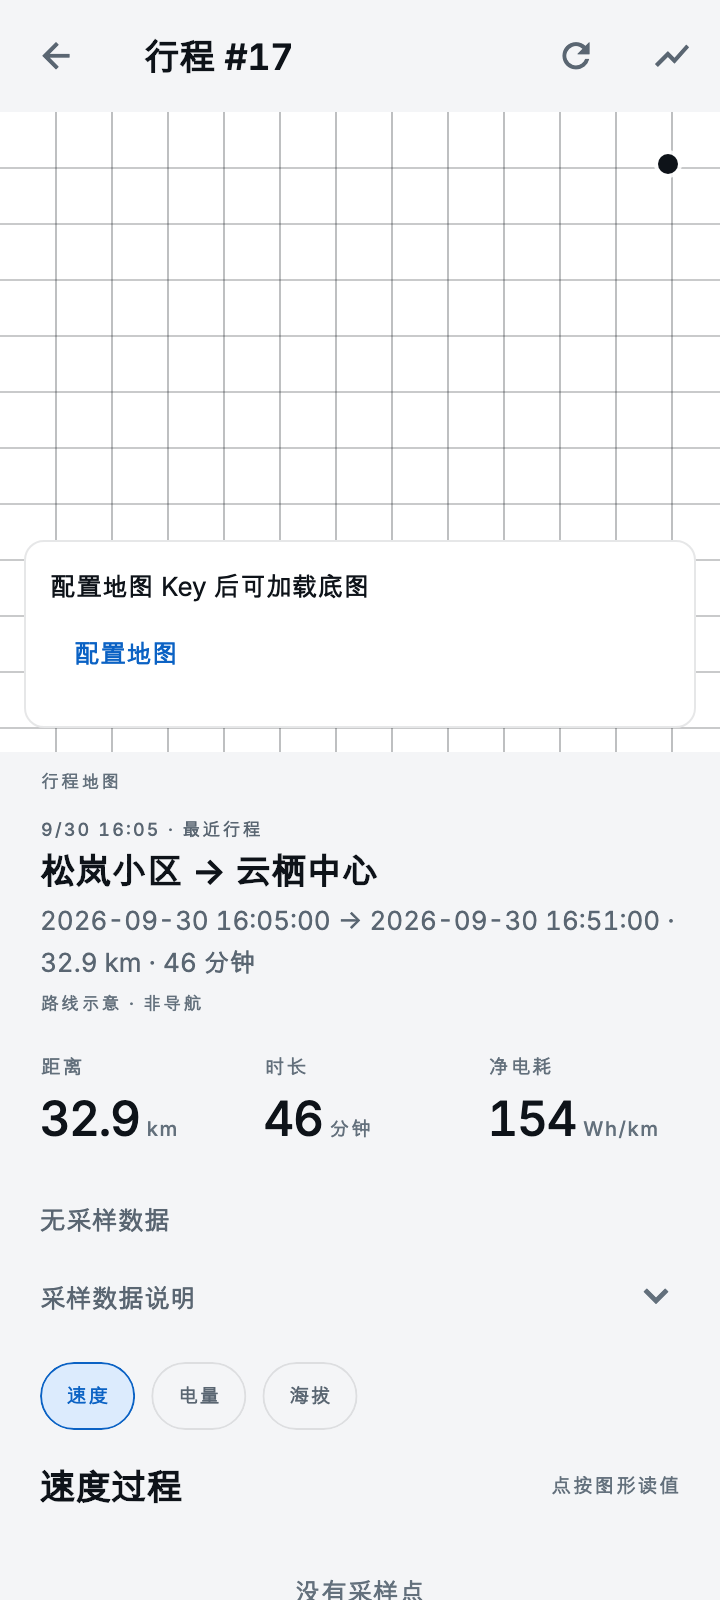 行程 #17
配置地图 Key 后可加载底图
配置地图
行程地图
9/30 16:05 · 最近行程
松岚小区 → 云栖中心
2026-09-30 16:05:00 → 2026-09-30 16:51:00 ·
32.9 km · 46 分钟
路线示意 · 非导航
距离 时长 净电耗
32.9 km 46 分钟 154 Wh/km
无采样数据
采样数据说明
速度 电量 海拔
速度过程 点按图形读值
没有采样点